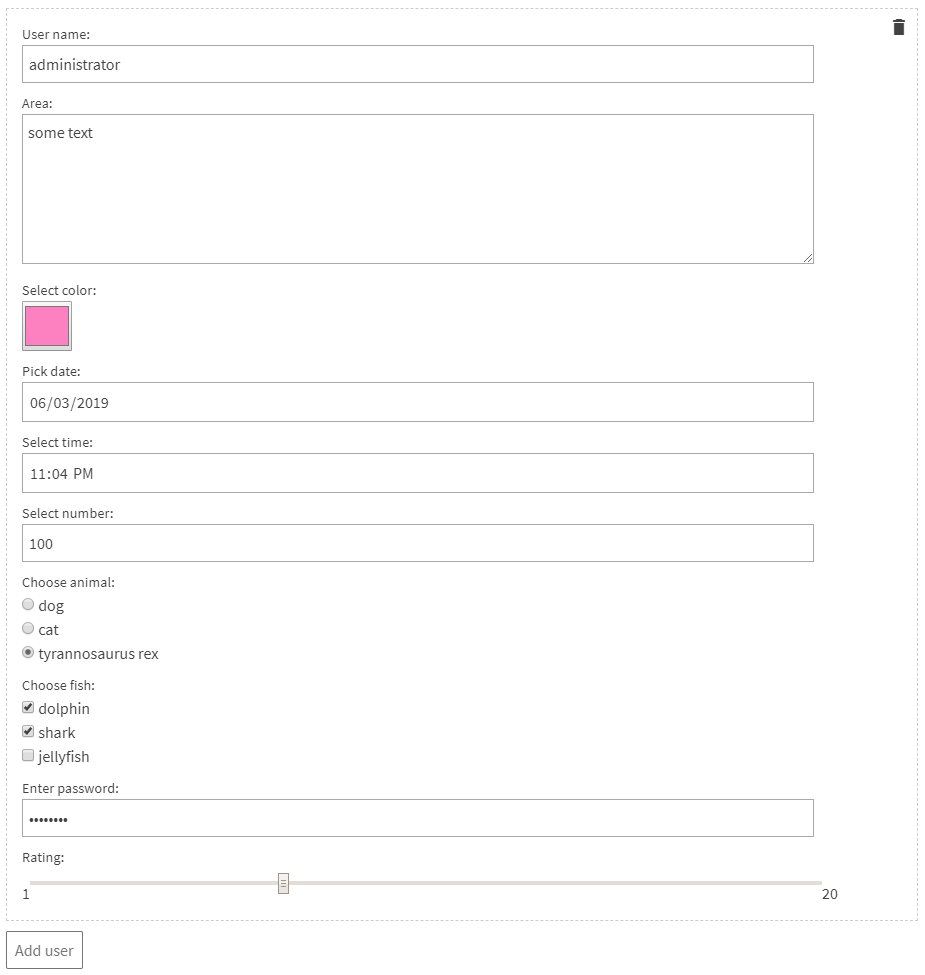 User name:
administrator
Area:
some text
Select color:
Pick date:
06/03/2019
Select time:
11:04 PM
Select number:
100
Choose animal:
dog
cat
tyrannosaurus rex
Choose fish:
dolphin
shark
jellyfish
Enter password:
••••••••
Rating:
1 20
Add user